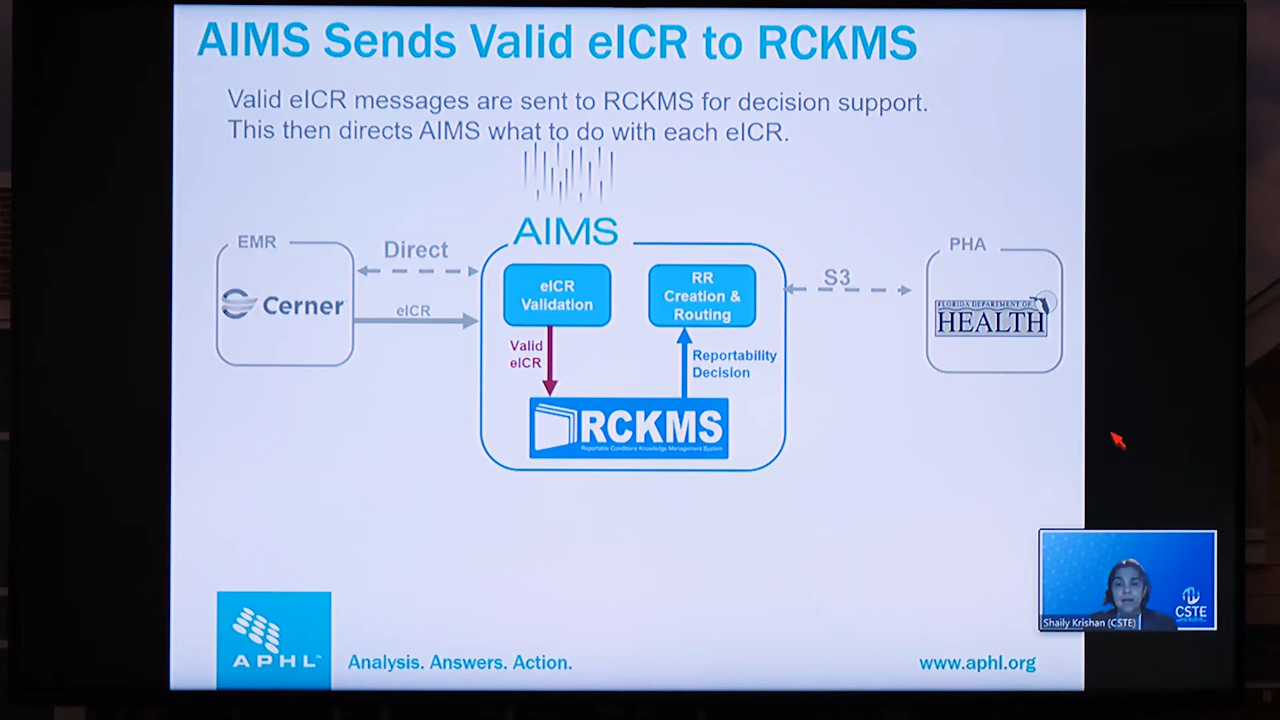 AIMS Sends Valid eICR to RCKMS
Valid eICR messages are sent to RCKMS for decision support.
This then directs AIMS what to do with each eICR.
AIMS
EMR
Direct
Cerner
eICR
eICR
Validation
RR
Creation &
Routing
Valid
eICR
Reportability
Decision
RCKMS
Reportable Conditions Knowledge Management System
S3
PHA
FLORIDA DEPARTMENT OF
HEALTH
Shaily Krishan (CSTE)
CSTE
APHL™
Analysis. Answers. Action.
www.aphl.org